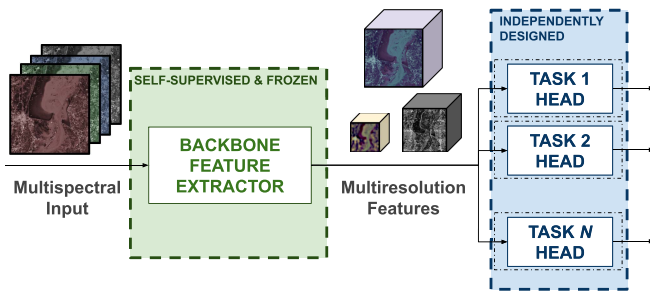 SELF-SUPERVISED & FROZEN
BACKBONE
FEATURE
EXTRACTOR
Multispectral
Input
Multiresolution
Features
INDEPENDENTLY
DESIGNED
TASK 1
HEAD
TASK 2
HEAD
TASK N
HEAD